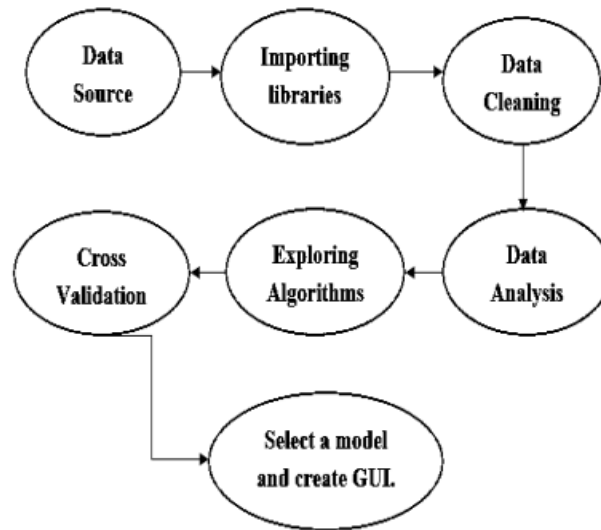 Data
Source
Importing
libraries
Data
Cleaning
Data
Analysis
Exploring
Algorithms
Cross
Validation
Select a model
and create GUI.